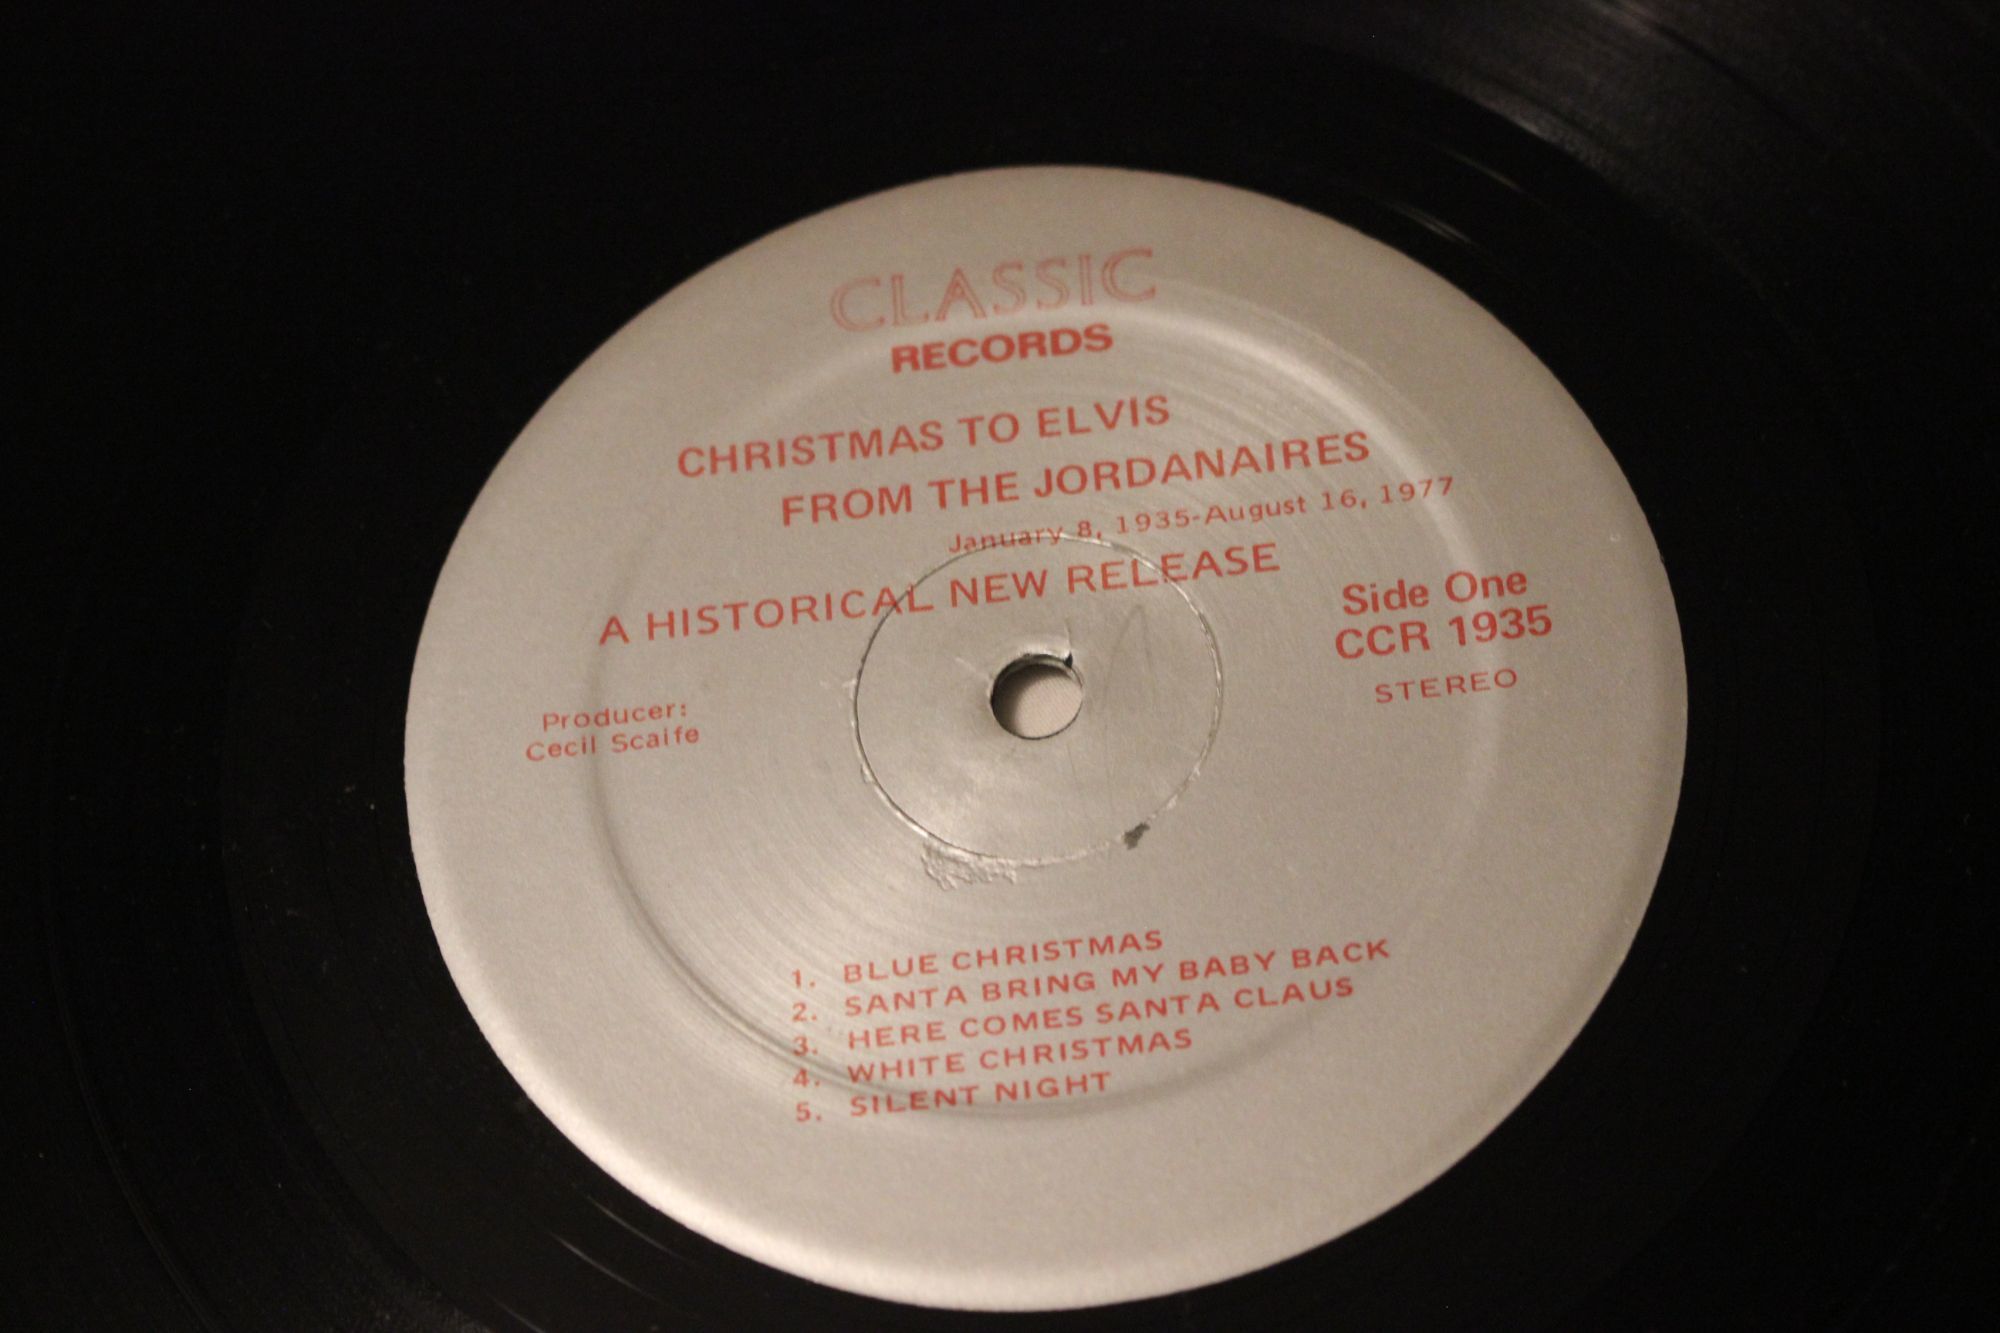 CLASSIC
RECORDS
CHRISTMAS TO ELVIS
FROM THE JORDANAIRES
January 8, 1935-August 16, 1977
A HISTORICAL NEW RELEASE
Side One
CCR 1935
STEREO
Producer:
Cecil Scaife
1. BLUE CHRISTMAS
2. SANTA BRING MY BABY BACK
3. HERE COMES SANTA CLAUS
4. WHITE CHRISTMAS
5. SILENT NIGHT